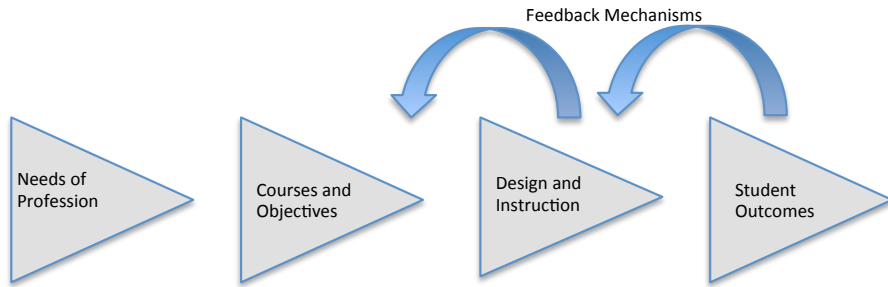 Feedback Mechanisms
Needs of
Profession
Courses and
Objectives
Design and
Instruction
Student
Outcomes